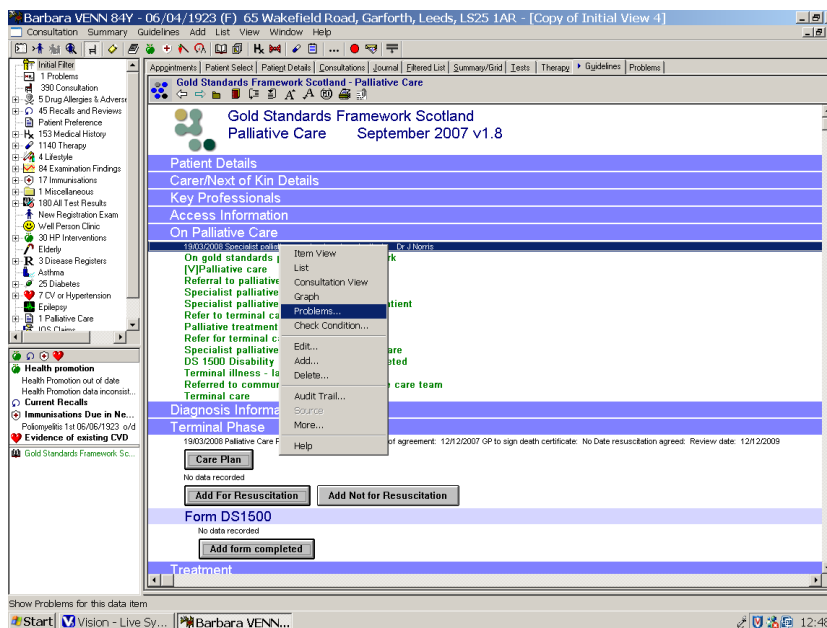 Barbara VENN 84Y - 06/04/1923 (F) 65 Wakefield Road, Garforth, Leeds, LS25 1AR - [Copy of Initial View 4]
Consultation Summary Guidelines Add List View Window Help
Appointments Patient Select Patient Details Consultations Journal Filtered List Summary/Grid Tests Therapy Guidelines Problems
Initial Filter
1 Problems
390 Consultation
5 Drug Allergies & Adverse
45 Recalls and Reviews
Patient Preference
153 Medical History
1140 Therapy
4 Lifestyle
84 Examination Findings
17 Immunisations
1 Miscellaneous
180 All Test Results
New Registration Exam
Well Person Clinic
30 HP Interventions
Elderly
3 Disease Registers
Asthma
25 Diabetes
7 CV or Hypertension
Epilepsy
1 Palliative Care
IOS Claims
Health promotion
Health Promotion out of date
Health Promotion data inconsist...
Current Recalls
Immunisations Due in Ne...
Poliomyelitis 1st 06/06/1923 o/d
Evidence of existing CVD
Gold Standards Framework Sc...
Gold Standards Framework Scotland - Palliative Care
Gold Standards Framework Scotland
Palliative Care September 2007 v1.8
Patient Details
Carer/Next of Kin Details
Key Professionals
Access Information
On Palliative Care
19/03/2008 Specialist Dr J Norris
On gold standards
[V]Palliative care
Referral to palliative
Specialist palliative
Specialist palliative
Refer to terminal
Palliative treatment
Refer for terminal
Specialist palliative are
DS 1500 Disability eted
Terminal illness -
Referred to care team
Terminal care
Item View
List
Consultation View
Graph
Problems...
Check Condition...
Edit...
Add...
Delete...
Audit Trail...
Source
More...
Help
Diagnosis Informa
Terminal Phase
19/03/2008 Palliative Care of agreement: 12/12/2007 GP to sign death certificate: No Date resuscitation agreed: Review date: 12/12/2009
Care Plan
No data recorded
Add For Resuscitation Add Not for Resuscitation
Form DS1500
No data recorded
Add form completed
Treatment
Show Problems for this data item
Start Vision - Live Sy... Barbara VENN... 12:48